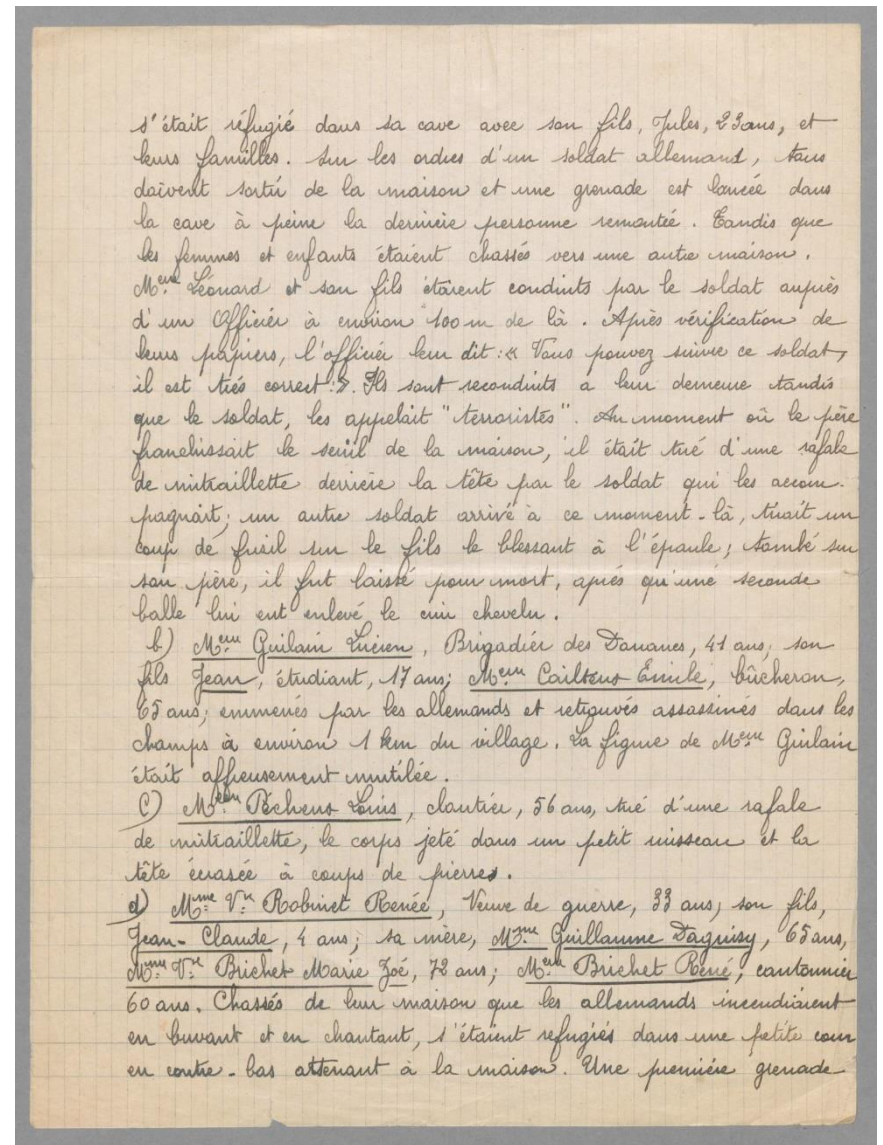 s'était réfugié dans sa cave avec son fils, Jules, 23 ans, et
leurs familles. Sur les ordres d'un soldat allemand, tous
doivent sortir de la maison et une grenade est lancée dans
la cave à peine la dernière personne remontée. Tandis que
les femmes et enfants étaient chassés vers une autre maison.
Léonard et son fils étaient conduits par le soldat auprès
d'un Officier à environ 100 m de là. Après vérification de
leurs papiers, l'officier leur dit : « Vous pouvez suivre ce soldat,
il est très correct ! ». Ils sont reconduits a leur demeure tandis
que le soldat, les appelait "terroristes". Au moment où le père
franchissait le seuil de la maison, il était tué d'une rafale
de mitraillette derrière la tête par le soldat qui les accom-
pagnait ; un autre soldat arrivé à ce moment-là, tirait un
coup de fusil sur le fils le blessant à l'épaule ; tombé sur
son père, il fut laissé pour mort, après qu'une seconde
balle lui eut enlevé le cuir chevelu.
b) Guilain Lucien, Brigadier des Douanes, 41 ans, son
fils Jean, étudiant, 17 ans ; Emile, bûcheron,
65 ans ; emmenés par les allemands et retrouvés assassinés dans les
champs à environ 1 km du village. La figure de Guilain
était affreusement mutilée.
C) Louis, cloutier, 56 ans, tué d'une rafale
de mitraillette, le corps jeté dans un petit ruisseau et la
tête écrasée à coups de pierres.
d) Mme Vve Robinet Renée, Veuve de guerre, 33 ans ; son fils,
Jean-Claude, 4 ans ; sa mère, Mme Guillaume Daguisy, 65 ans,
Mme Vve Brichet Marie Zoé, 72 ans ; Brichet René, cantonnier
60 ans. Chassés de leur maison que les allemands incendiaient
en buvant et en chantant, s'étaient refugiés dans une petite cour
en contre-bas attenant à la maison. Une première grenade